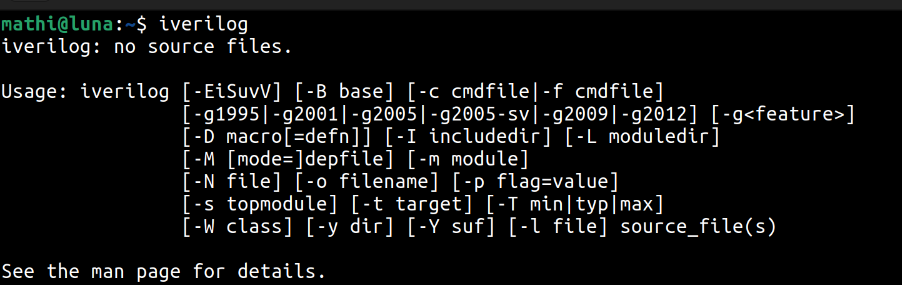 mathi@luna:~$ iverilog
iverilog: no source files.

Usage: iverilog [-EiSuvV] [-B base] [-c cmdfile|-f cmdfile]
                [-g1995|-g2001|-g2005|-g2005-sv|-g2009|-g2012] [-g<feature>]
                [-D macro[=defn]] [-I includedir] [-L moduledir]
                [-M [mode=]depfile] [-m module]
                [-N file] [-o filename] [-p flag=value]
                [-s topmodule] [-t target] [-T min|typ|max]
                [-W class] [-y dir] [-Y suf] [-l file] source_file(s)

See the man page for details.